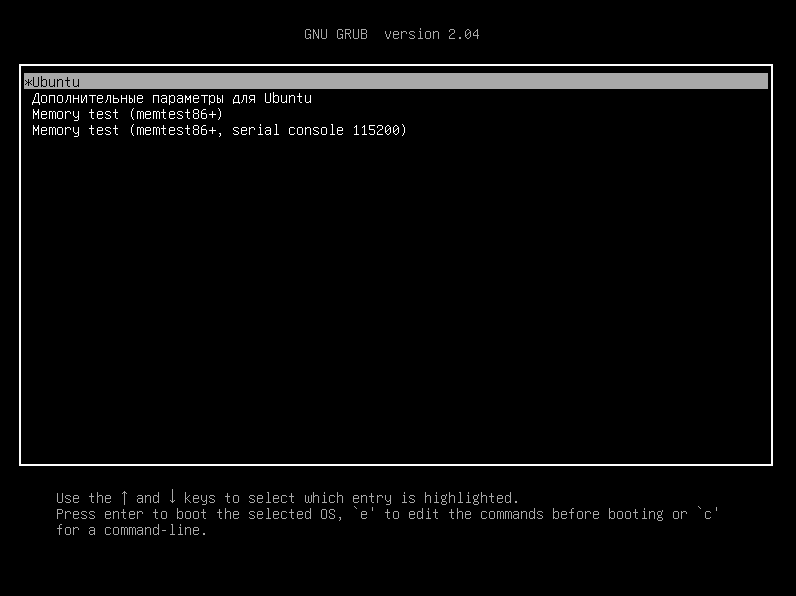 GNU GRUB  version 2.04
*Ubuntu
Дополнительные параметры для Ubuntu
Memory test (memtest86+)
Memory test (memtest86+, serial console 115200)
Use the ↑ and ↓ keys to select which entry is highlighted.
Press enter to boot the selected OS, `e' to edit the commands before booting or `c'
for a command-line.